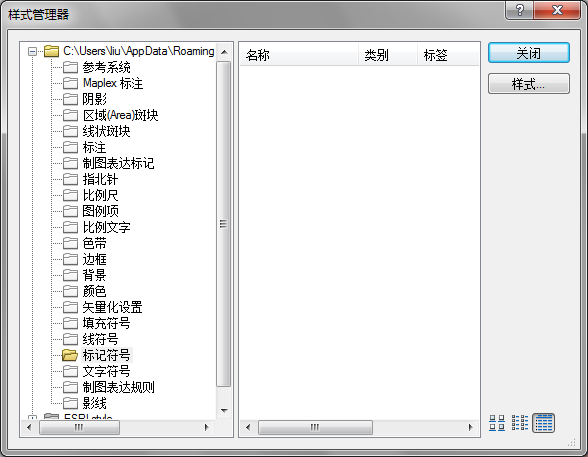 样式管理器
C:\Users\liu\AppData\Roaming
参考系统
Maplex 标注
阴影
区域(Area)斑块
线状斑块
标注
制图表达标记
指北针
比例尺
图例项
比例文字
色带
边框
背景
颜色
矢量化设置
填充符号
线符号
标记符号
文字符号
制图表达规则
影线
ESRI.style
名称 类别 标签
关闭
样式...